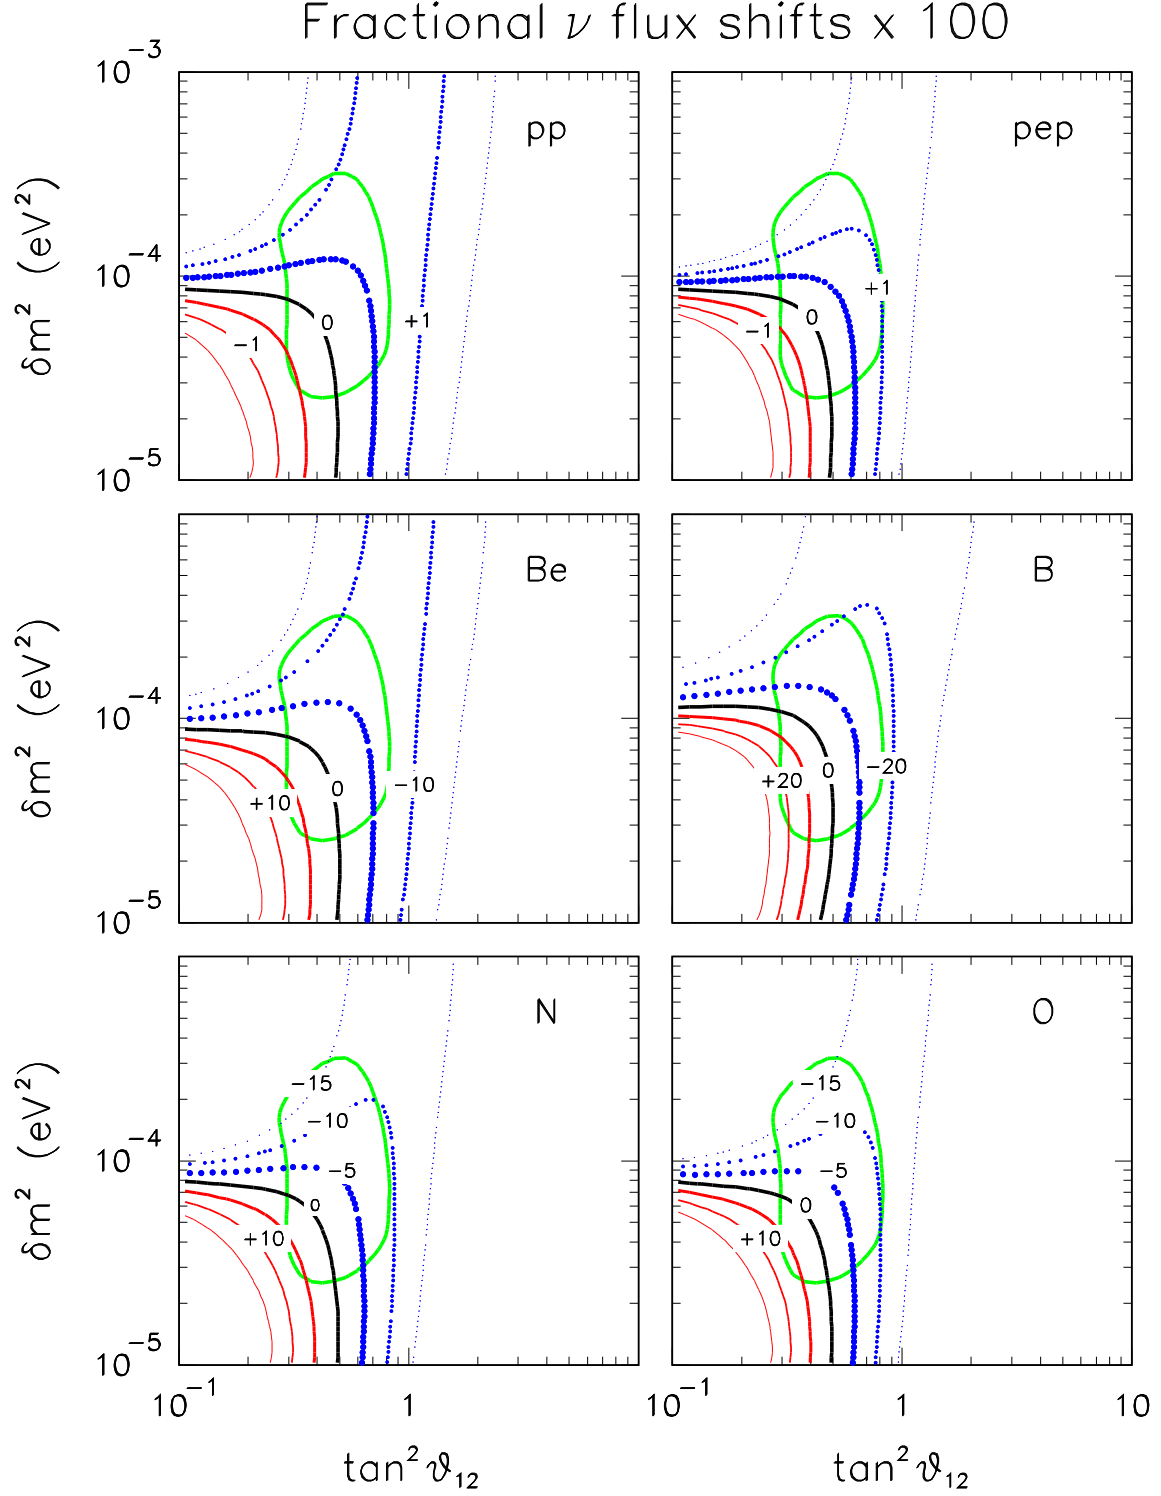 Fractional ν flux shifts x 100
10⁻³
pp
pep
δm² (eV²)
10⁻⁴
+1
+1
0
0
-1
-1
10⁻⁵
Be
B
δm² (eV²)
10⁻⁴
-20
0
+20
-10
0
+10
10⁻⁵
N
O
δm² (eV²)
-15
-15
-10
-10
10⁻⁴
-5
-5
0
0
+10
+10
10⁻⁵
10⁻¹ 1 10⁻¹ 1 10
tan²ϑ₁₂ tan²ϑ₁₂